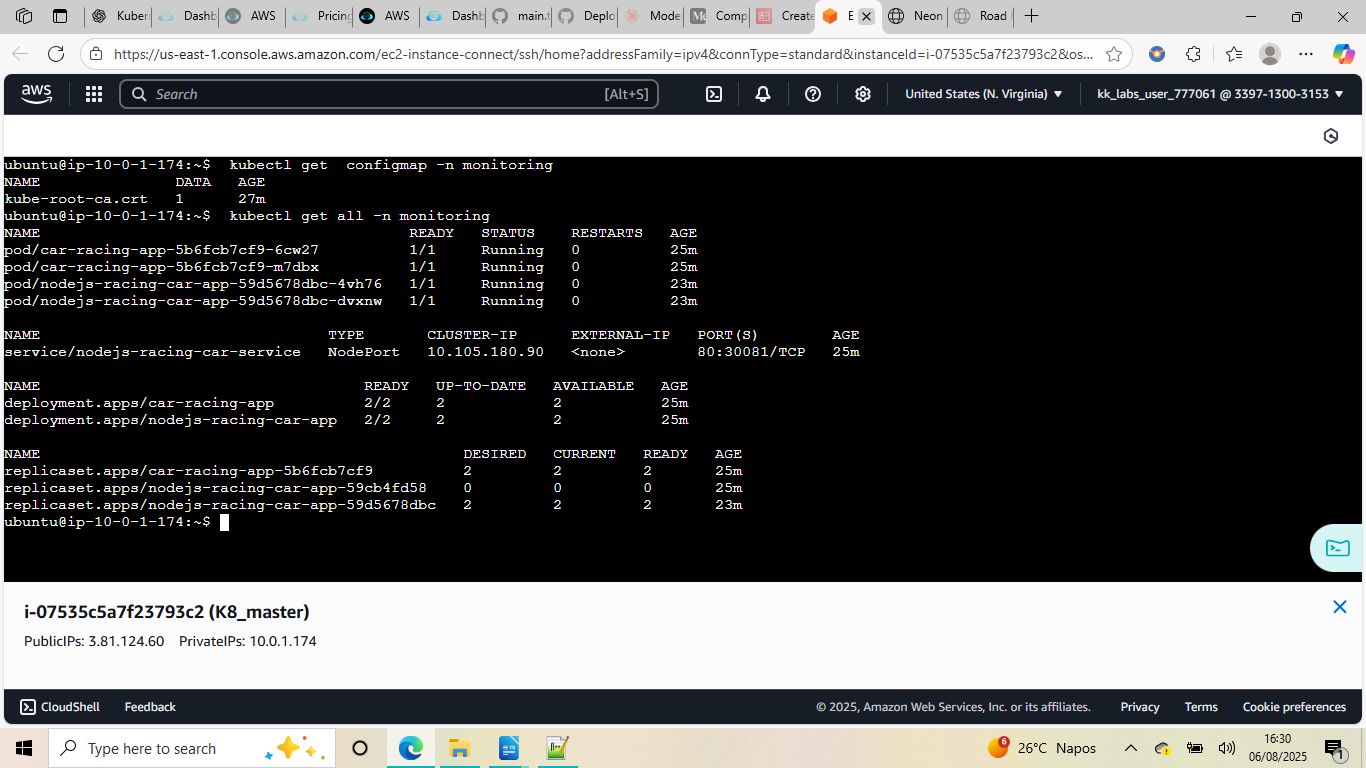 Kuber
Dashb
AWS
Pricing
AWS
Dashb
main.t
Deplo
Mode
Comp
Create
E
Neon
Road
https://us-east-1.console.aws.amazon.com/ec2-instance-connect/ssh/home?addressFamily=ipv4&connType=standard&instanceId=i-07535c5a7f23793c2&os...
aws
Search
[Alt+S]
United States (N. Virginia)
kk_labs_user_777061 @ 3397-1300-3153
ubuntu@ip-10-0-1-174:~$  kubectl get  configmap -n monitoring
NAME DATA AGE
kube-root-ca.crt 1 27m
ubuntu@ip-10-0-1-174:~$  kubectl get all -n monitoring
NAME READY STATUS RESTARTS AGE
pod/car-racing-app-5b6fcb7cf9-6cw27 1/1 Running 0 25m
pod/car-racing-app-5b6fcb7cf9-m7dbx 1/1 Running 0 25m
pod/nodejs-racing-car-app-59d5678dbc-4vh76 1/1 Running 0 23m
pod/nodejs-racing-car-app-59d5678dbc-dvxnw 1/1 Running 0 23m
NAME TYPE CLUSTER-IP EXTERNAL-IP PORT(S) AGE
service/nodejs-racing-car-service NodePort 10.105.180.90 <none> 80:30081/TCP 25m
NAME READY UP-TO-DATE AVAILABLE AGE
deployment.apps/car-racing-app 2/2 2 2 25m
deployment.apps/nodejs-racing-car-app 2/2 2 2 25m
NAME DESIRED CURRENT READY AGE
replicaset.apps/car-racing-app-5b6fcb7cf9 2 2 2 25m
replicaset.apps/nodejs-racing-car-app-59cb4fd58 0 0 0 25m
replicaset.apps/nodejs-racing-car-app-59d5678dbc 2 2 2 23m
ubuntu@ip-10-0-1-174:~$
i-07535c5a7f23793c2 (K8_master)
PublicIPs: 3.81.124.60 PrivateIPs: 10.0.1.174
CloudShell
Feedback
© 2025, Amazon Web Services, Inc. or its affiliates.
Privacy
Terms
Cookie preferences
Type here to search
6
26°C Napos
16:30
06/08/2025
1